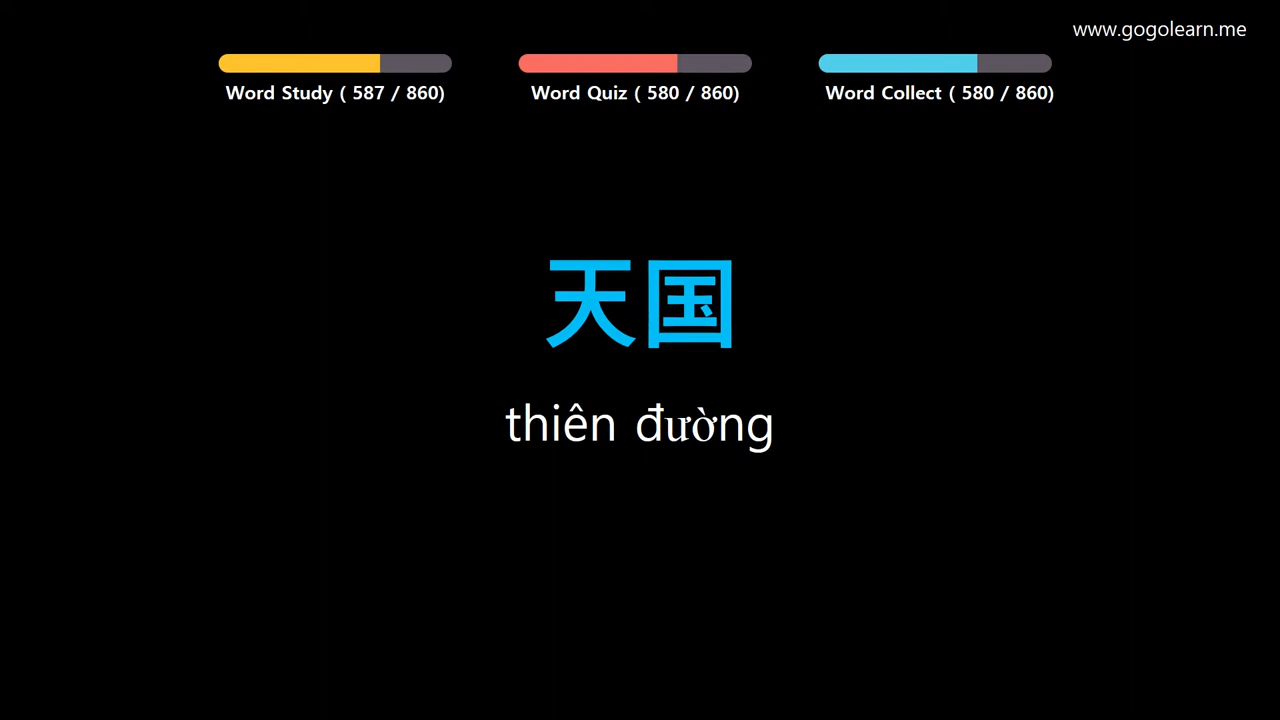 www.gogolearn.me
Word Study ( 587 / 860)
Word Quiz ( 580 / 860)
Word Collect ( 580 / 860)
天国
thiên đường